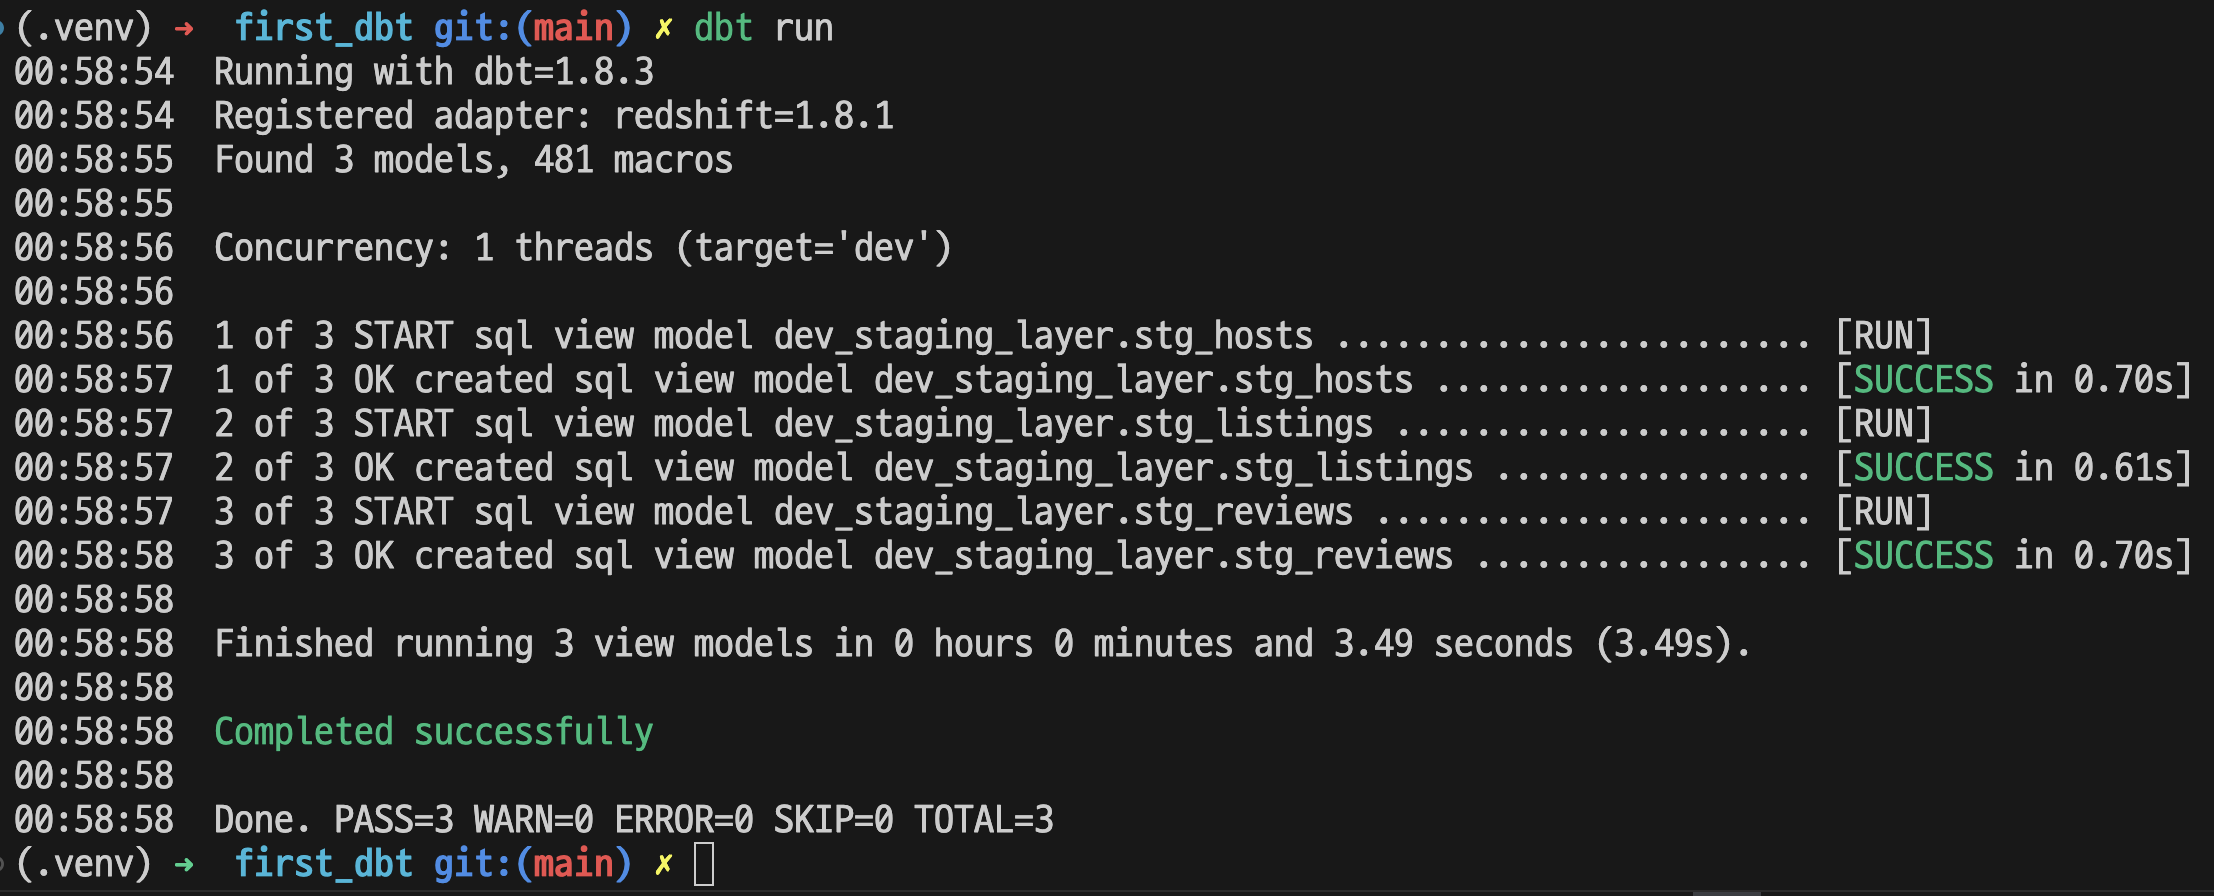 (.venv) ➜  first_dbt git:(main) ✗ dbt run
00:58:54  Running with dbt=1.8.3
00:58:54  Registered adapter: redshift=1.8.1
00:58:55  Found 3 models, 481 macros
00:58:55
00:58:56  Concurrency: 1 threads (target='dev')
00:58:56
00:58:56  1 of 3 START sql view model dev_staging_layer.stg_hosts ........................ [RUN]
00:58:57  1 of 3 OK created sql view model dev_staging_layer.stg_hosts ................... [SUCCESS in 0.70s]
00:58:57  2 of 3 START sql view model dev_staging_layer.stg_listings ..................... [RUN]
00:58:57  2 of 3 OK created sql view model dev_staging_layer.stg_listings ................ [SUCCESS in 0.61s]
00:58:57  3 of 3 START sql view model dev_staging_layer.stg_reviews ...................... [RUN]
00:58:58  3 of 3 OK created sql view model dev_staging_layer.stg_reviews ................. [SUCCESS in 0.70s]
00:58:58
00:58:58  Finished running 3 view models in 0 hours 0 minutes and 3.49 seconds (3.49s).
00:58:58
00:58:58  Completed successfully
00:58:58
00:58:58  Done. PASS=3 WARN=0 ERROR=0 SKIP=0 TOTAL=3
(.venv) ➜  first_dbt git:(main) ✗